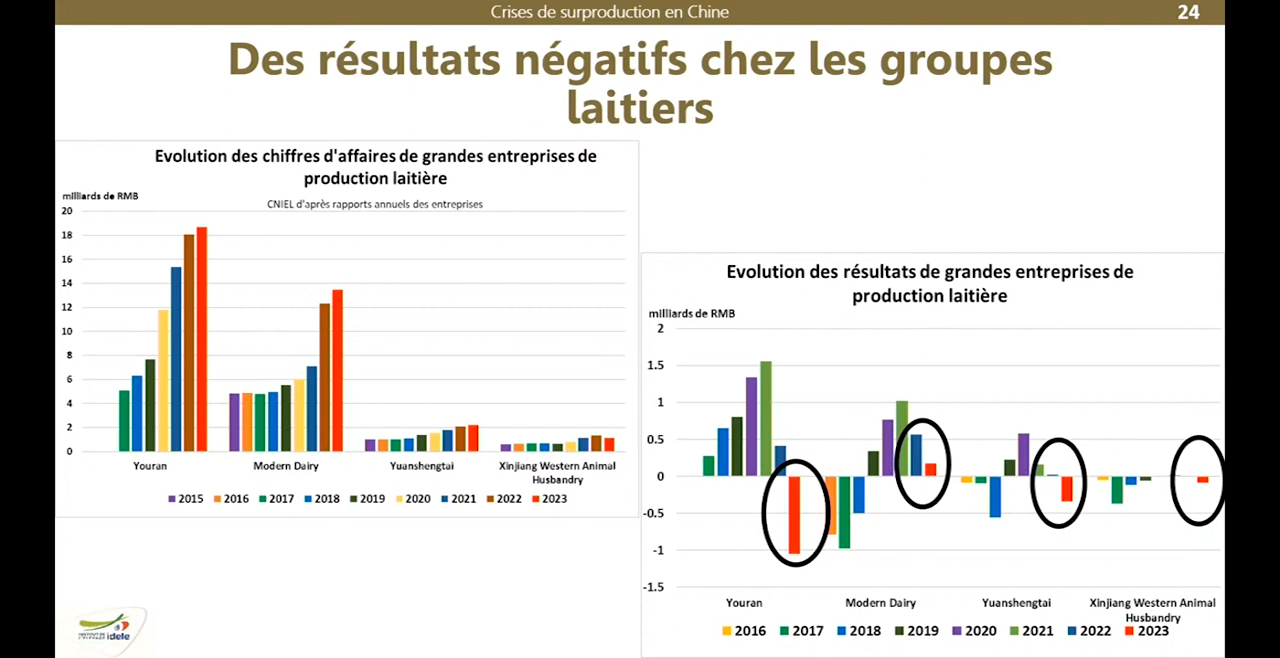 Crises de surproduction en Chine
24
Des résultats négatifs chez les groupes
laitiers
Evolution des chiffres d'affaires de grandes entreprises de
production laitière
milliards de RMB
CNIEL d'après rapports annuels des entreprises
20
18
16
14
12
10
8
6
4
2
0
Youran
Modern Dairy
Yuanshengtai
Xinjiang Western Animal
Husbandry
2015 2016 2017 2018 2019 2020 2021 2022 2023
Evolution des résultats de grandes entreprises de
production laitière
milliards de RMB
2
1.5
1
0.5
0
-0.5
-1
-1.5
Youran
Modern Dairy
Yuanshengtai
Xinjiang Western Animal
Husbandry
2016 2017 2018 2019 2020 2021 2022 2023
idele